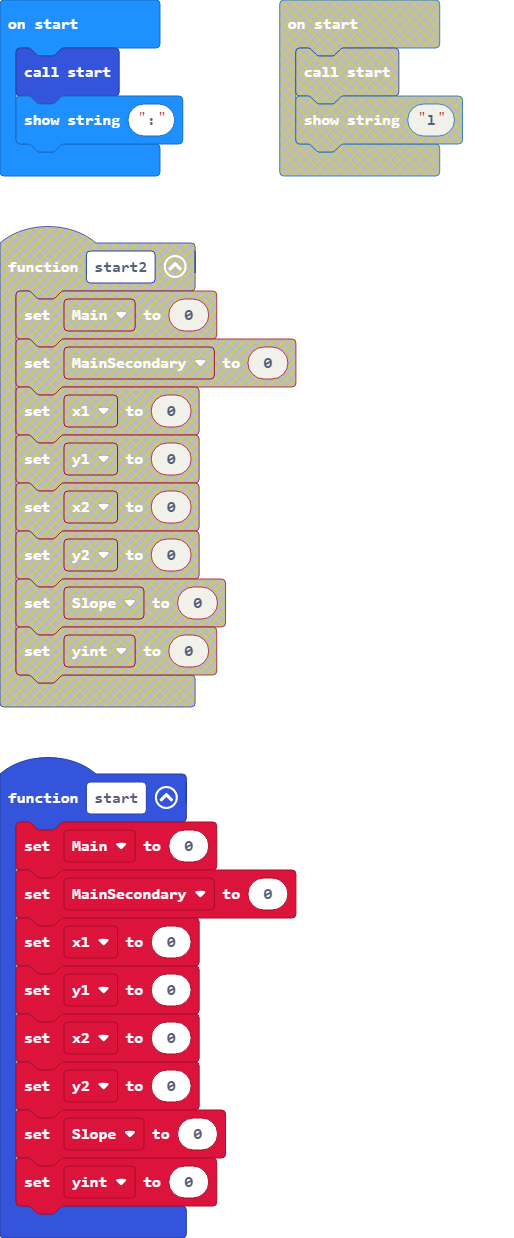 on start
call start
show string ":"
on start
call start
show string "l"
function start2
set Main to 0
set MainSecondary to 0
set x1 to 0
set y1 to 0
set x2 to 0
set y2 to 0
set Slope to 0
set yint to 0
function start
set Main to 0
set MainSecondary to 0
set x1 to 0
set y1 to 0
set x2 to 0
set y2 to 0
set Slope to 0
set yint to 0